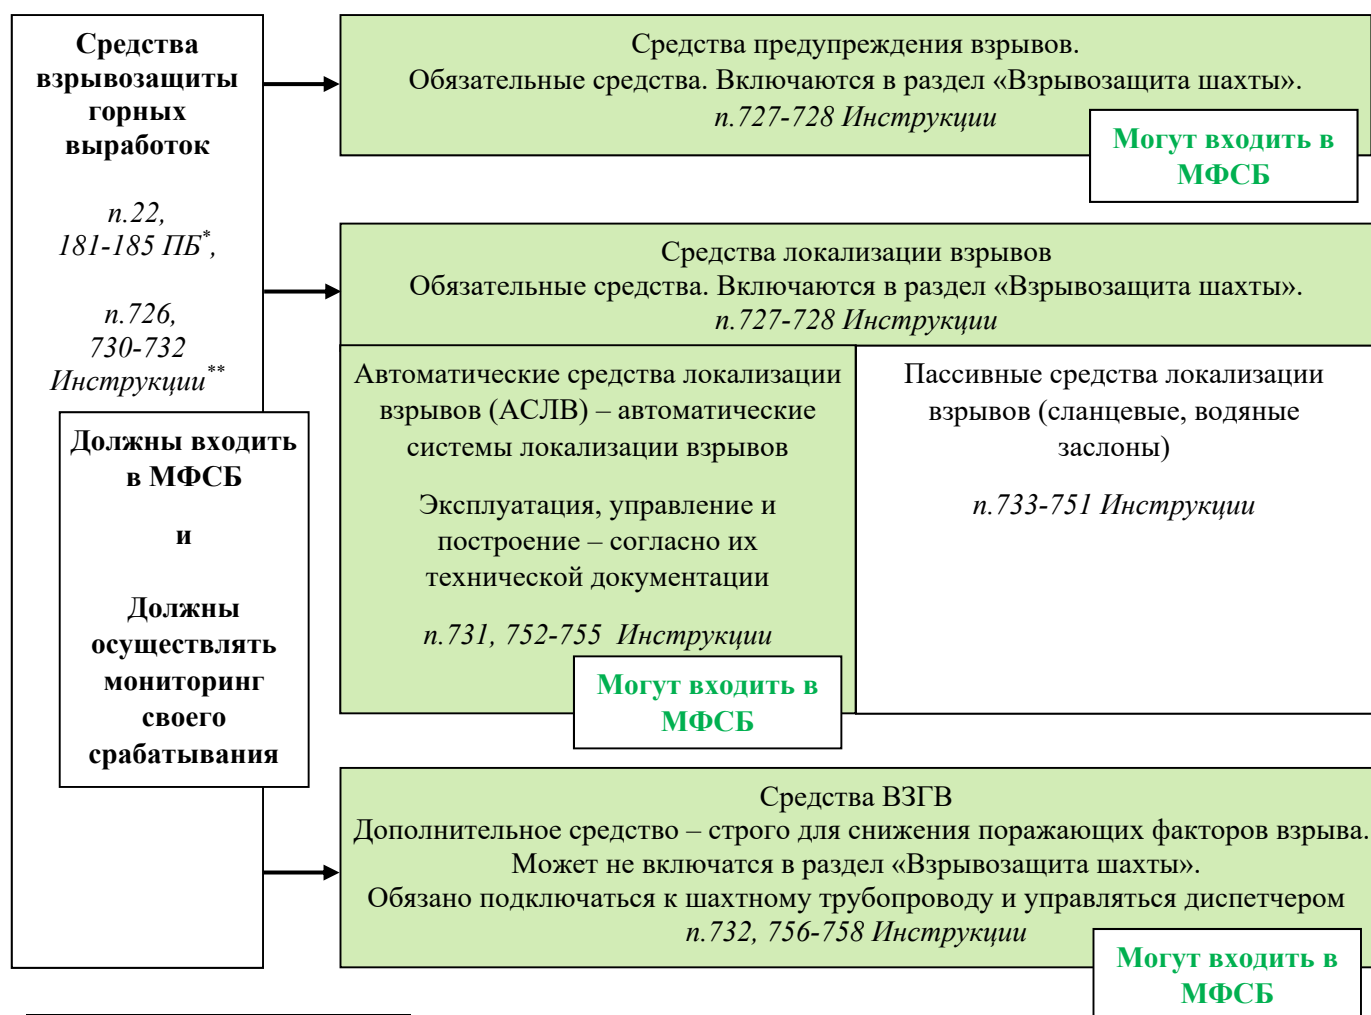 Средства
взрывозащиты
горных
выработок
п.22,
181-185 ПБ*,
п.726,
730-732
Инструкции**
Должны входить
в МФСБ
и
Должны
осуществлять
мониторинг
своего
срабатывания
Средства предупреждения взрывов.
Обязательные средства. Включаются в раздел «Взрывозащита шахты».
п.727-728 Инструкции
Могут входить в
МФСБ
Средства локализации взрывов
Обязательные средства. Включаются в раздел «Взрывозащита шахты».
п.727-728 Инструкции
Автоматические средства локализации
взрывов (АСЛВ) – автоматические
системы локализации взрывов
Эксплуатация, управление и
построение – согласно их
технической документации
п.731, 752-755 Инструкции
Могут входить в
МФСБ
Пассивные средства локализации
взрывов (сланцевые, водяные
заслоны)
п.733-751 Инструкции
Средства ВЗГВ
Дополнительное средство – строго для снижения поражающих факторов взрыва.
Может не включатся в раздел «Взрывозащита шахты».
Обязано подключаться к шахтному трубопроводу и управляться диспетчером
п.732, 756-758 Инструкции
Могут входить в
МФСБ